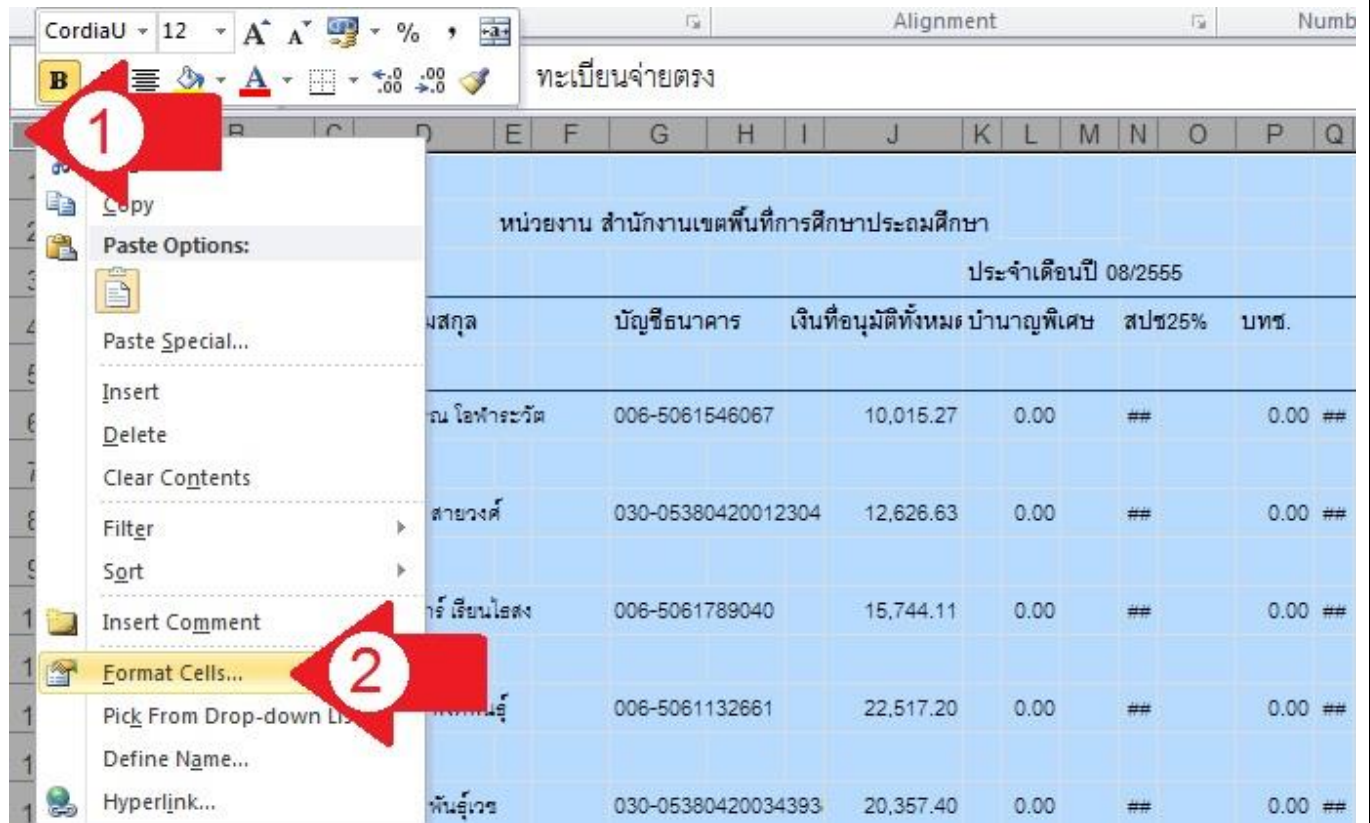 Alignment Numb
CordiaU 12 A A % ,
B A .00 .00 ทะเบียนจ่ายตรง
1
D E F G H I J K L M N O P Q
Copy
2 หน่วยงาน สำนักงานเขตพื้นที่การศึกษาประถมศึกษา
Paste Options:
3 ประจำเดือนปี 08/2555
4 มสกุล บัญชีธนาคาร เงินที่อนุมัติทั้งหมด บำนาญพิเศษ สปช25% บทช.
Paste Special...
Insert
ณ โอฬาระวัต 006-5061546067 10,015.27 0.00 ## 0.00 ##
Delete
Clear Contents
8 สายวงศ์ 030-05380420012304 12,626.63 0.00 ## 0.00 ##
Filter
Sort
Insert Comment
าร์ เรียนไธสง 006-5061789040 15,744.11 0.00 ## 0.00 ##
Format Cells... 2
Pick From Drop-down Lis 006-5061132661 22,517.20 0.00 ## 0.00 ##
Define Name...
Hyperlink... พันธุ์เวช 030-05380420034393 20,357.40 0.00 ## 0.00 ##